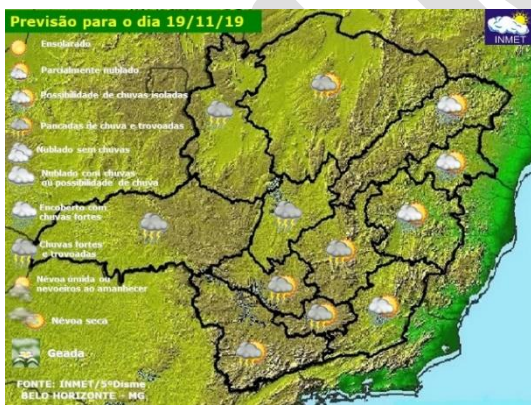 Previsão para o dia 19/11/19
INMET
Ensolarado
Parcialmente nublado
Possibilidade de chuvas isoladas
Pancadas de chuva e trovoadas
Nublado sem chuvas
Nublado com chuvas
ou possibilidade de chuva
Encoberto com
chuvas fortes
Chuvas fortes
e trovoadas
Névoa úmida ou
nevoeiros ao amanhecer
Névoa seca
Geada
FONTE: INMET/5ºDisme
BELO HORIZONTE - MG